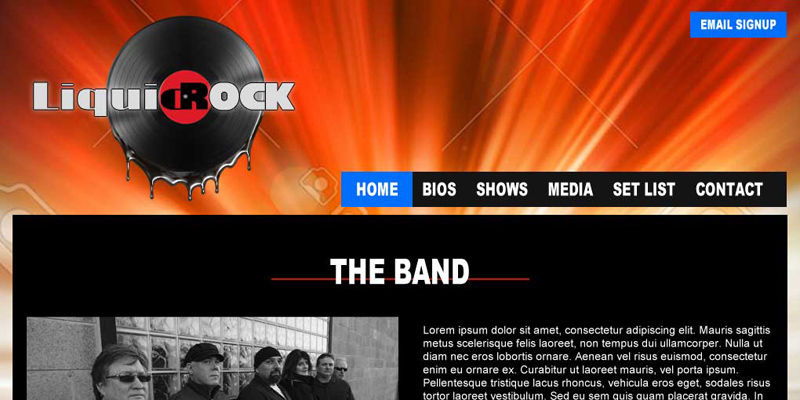 EMAIL SIGNUP
LiquidROCK
HOME BIOS SHOWS MEDIA SET LIST CONTACT
THE BAND
Lorem ipsum dolor sit amet, consectetur adipiscing elit. Mauris sagittis
metus scelerisque felis laoreet, non tempus dui ullamcorper. Nulla ut
diam nec eros lobortis ornare. Aenean vel risus euismod, consectetur
enim eu ornare ex. Curabitur ut laoreet mauris, vel porta ipsum.
Pellentesque tristique lacus rhoncus, vehicula eros eget, sodales risus
tortor laoreet vestibulum. Sed eu sem quis quam placerat gravida. In